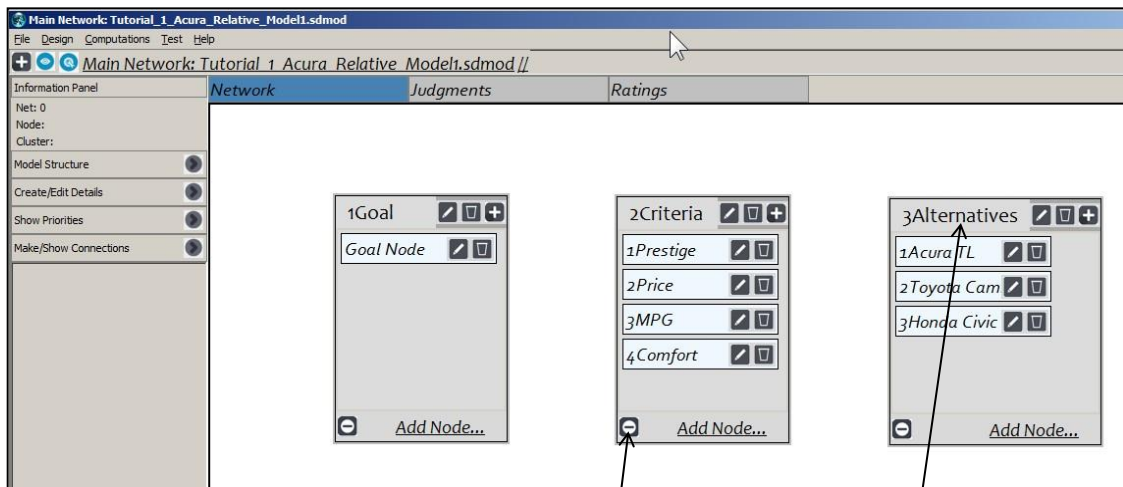 Main Network: Tutorial_1_Acura_Relative_Model1.sdmod
File Design Computations Test Help
Main Network: Tutorial_1_Acura_Relative_Model1.sdmod //
Information Panel
Network Judgments Ratings
Net: 0
Node:
Cluster:
Model Structure
Create/Edit Details
Show Priorities
Make/Show Connections
1Goal
Goal Node
Add Node...
2Criteria
1Prestige
2Price
3MPG
4Comfort
Add Node...
3Alternatives
1Acura TL
2Toyota Cam
3Honda Civic
Add Node...